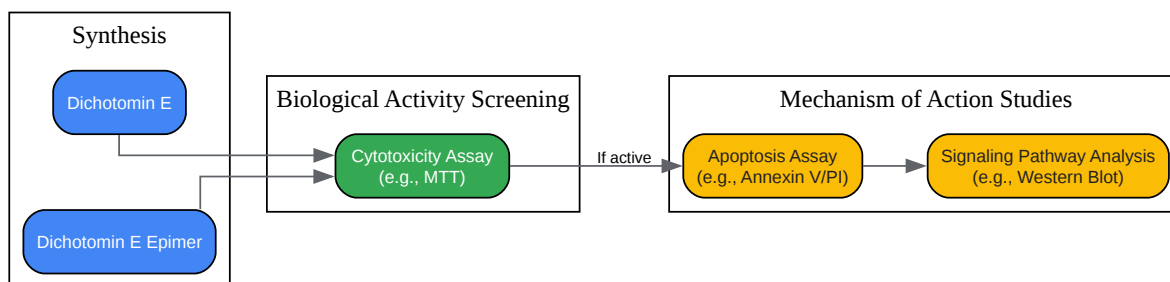 Synthesis
Dichotomin E
Dichotomin E Epimer
Biological Activity Screening
Cytotoxicity Assay
(e.g., MTT)
If active
Mechanism of Action Studies
Apoptosis Assay
(e.g., Annexin V/PI)
Signaling Pathway Analysis
(e.g., Western Blot)